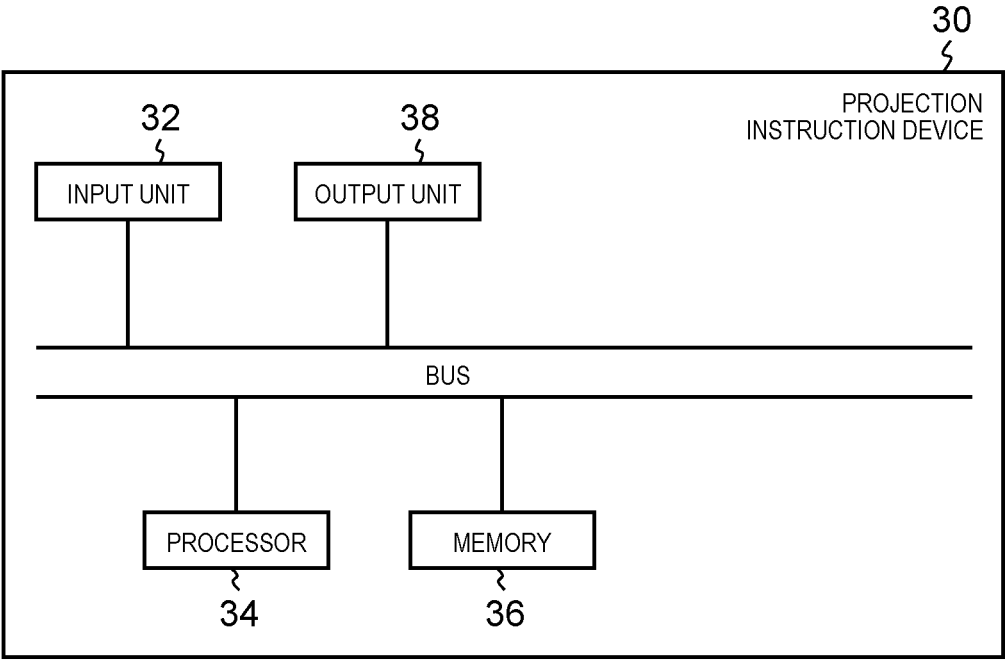 30
PROJECTION
INSTRUCTION DEVICE
32
38
INPUT UNIT
OUTPUT UNIT
BUS
PROCESSOR
MEMORY
34
36